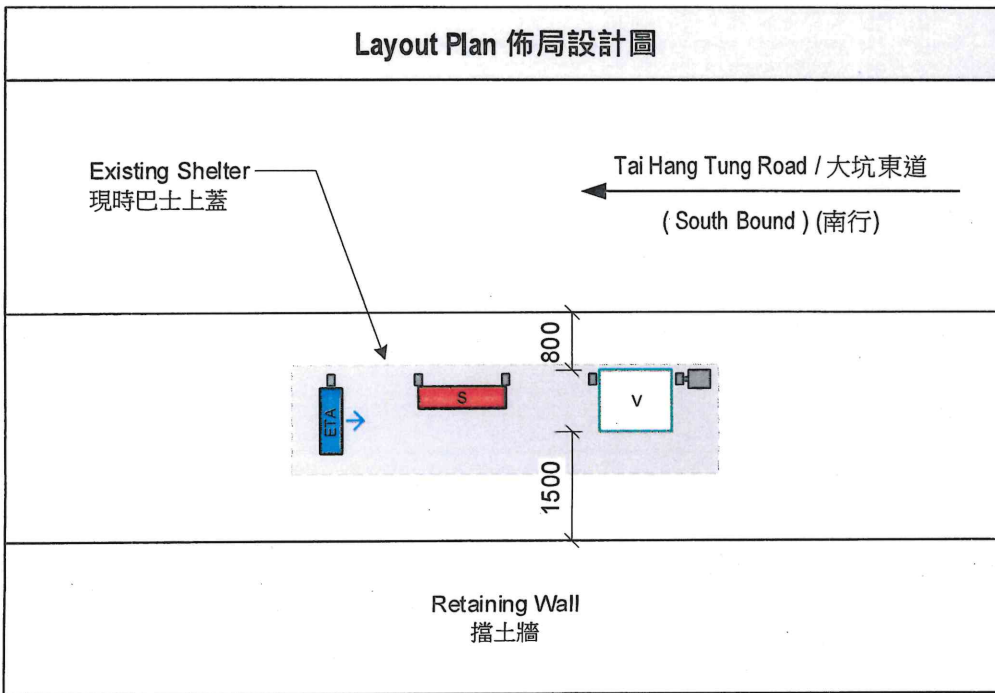 Layout Plan 佈局設計圖
Existing Shelter
現時巴士上蓋
Tai Hang Tung Road / 大坑東道
( South Bound ) (南行)
800
ETA
S
V
1500
Retaining Wall
擋土牆